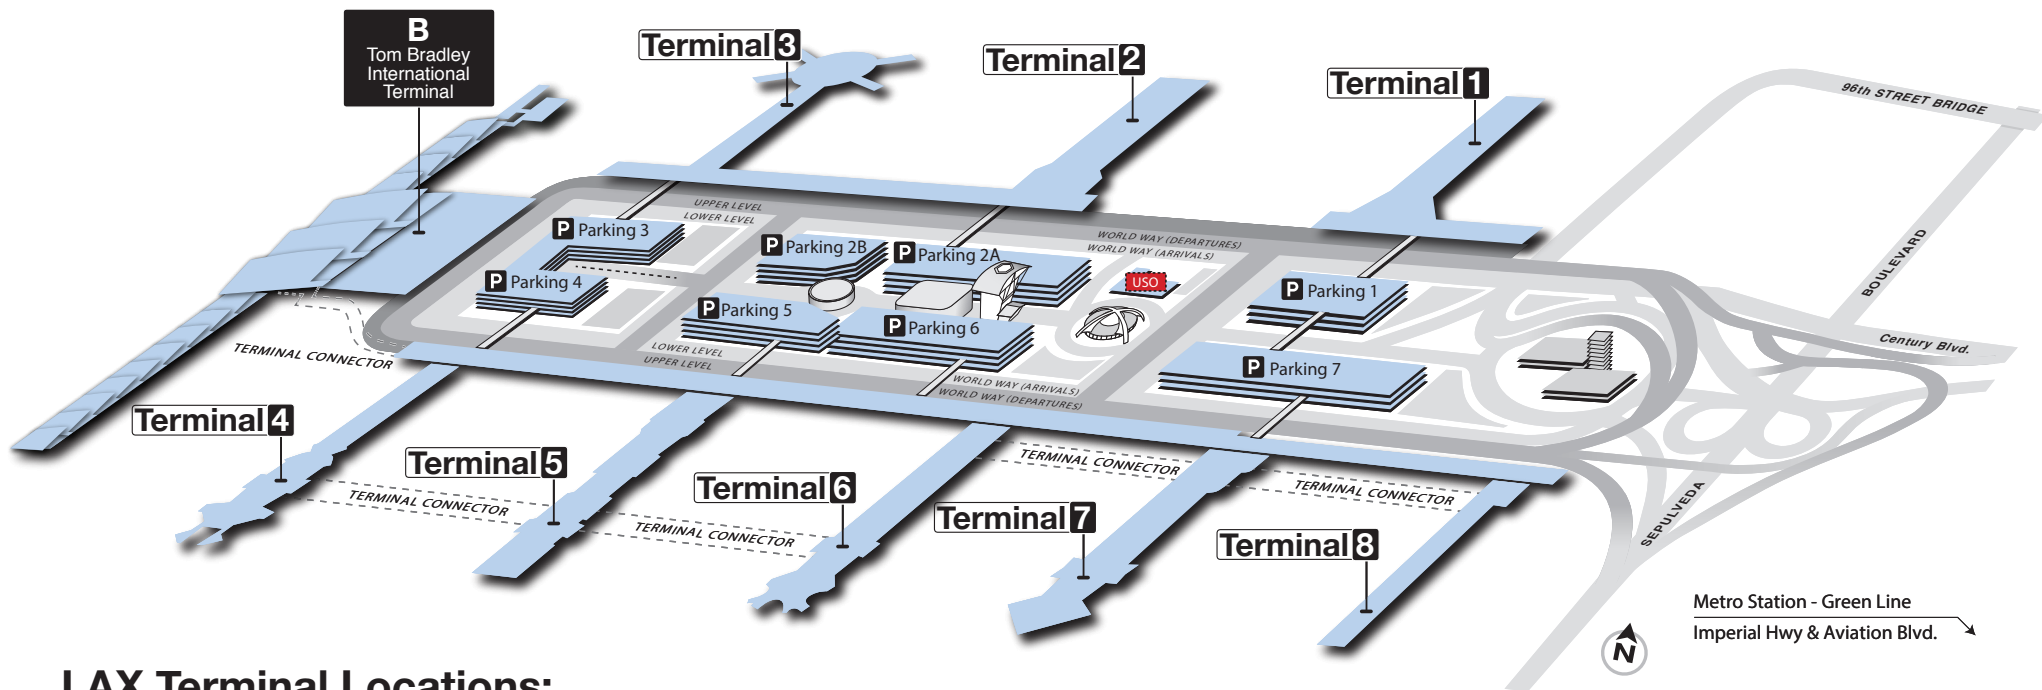 B
Tom Bradley
International
Terminal
Terminal 3
Terminal 2
Terminal 1
96th STREET BRIDGE
UPPER LEVEL
LOWER LEVEL
P Parking 3
P Parking 2B
P Parking 2A
WORLD WAY (DEPARTURES)
WORLD WAY (ARRIVALS)
USO
BOULEVARD
P Parking 4
P Parking 5
P Parking 6
P Parking 1
Century Blvd.
TERMINAL CONNECTOR
LOWER LEVEL
UPPER LEVEL
P Parking 7
WORLD WAY (ARRIVALS)
WORLD WAY (DEPARTURES)
Terminal 4
Terminal 5
Terminal 6
Terminal 7
Terminal 8
TERMINAL CONNECTOR
TERMINAL CONNECTOR
TERMINAL CONNECTOR
TERMINAL CONNECTOR
SEPULVEDA
Metro Station - Green Line
Imperial Hwy & Aviation Blvd.
N
LAX Terminal Locations: